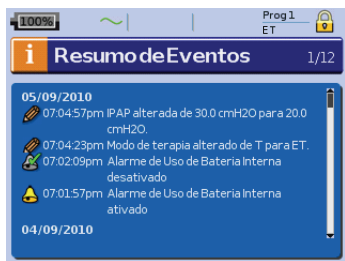 100%
Prog 1
ET
i Resumo de Eventos 1/12
05/09/2010
07:04:57pm IPAP alterada de 30.0 cmH2O para 20.0
cmH2O.
07:04:23pm Modo de terapia alterado de T para ET.
07:02:09pm Alarme de Uso de Bateria Interna
desativado
07:01:57pm Alarme de Uso de Bateria Interna
ativado
04/09/2010